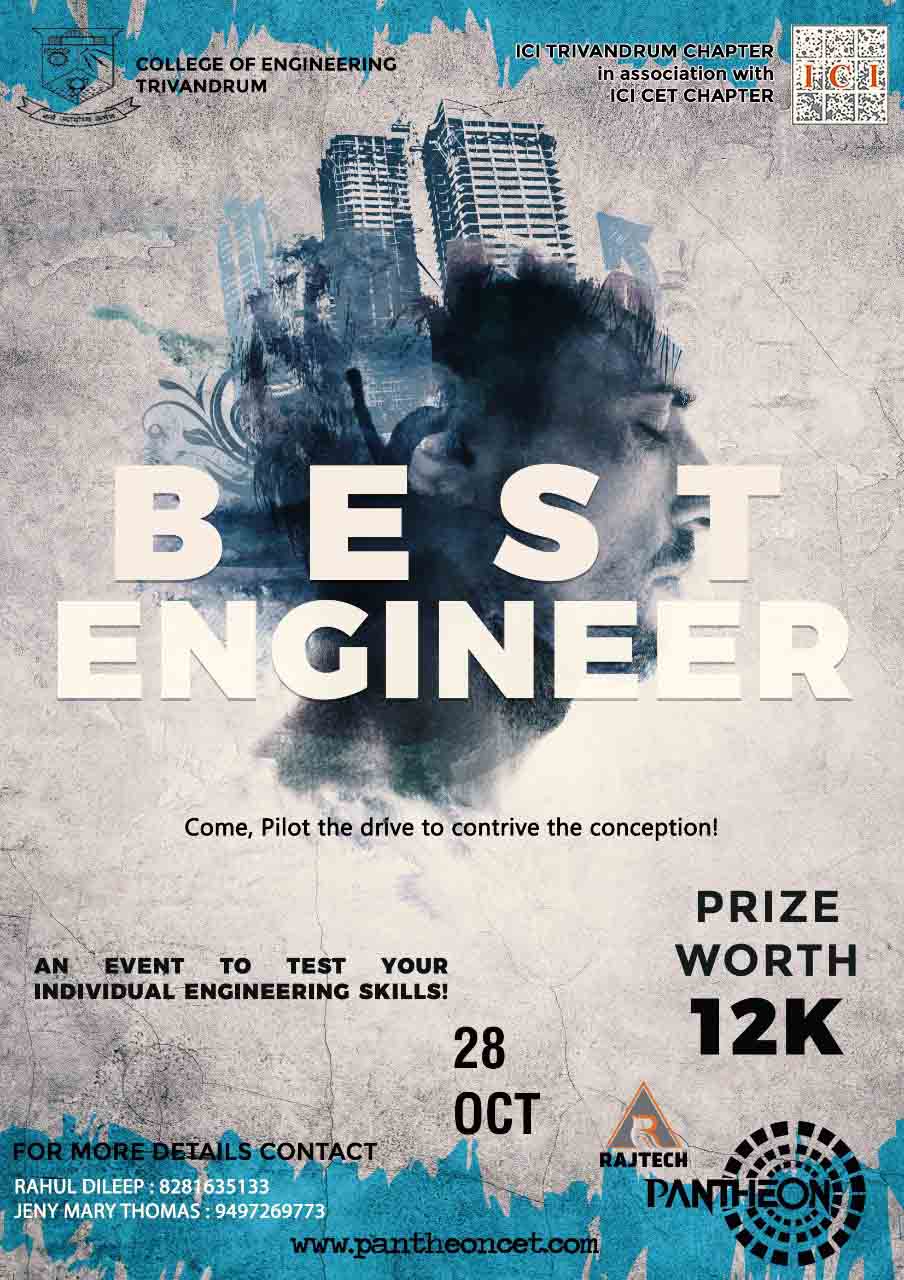 COLLEGE OF ENGINEERING
TRIVANDRUM
ICI TRIVANDRUM CHAPTER
in association with
ICI CET CHAPTER
ICI
BEST
ENGINEER
Come, Pilot the drive to contrive the conception!
AN EVENT TO TEST YOUR
INDIVIDUAL ENGINEERING SKILLS!
PRIZE
WORTH
12K
28
OCT
FOR MORE DETAILS CONTACT
RAHUL DILEEP : 8281635133
JENY MARY THOMAS : 9497269773
RAJTECH
PANTHEON
www.pantheoncet.com